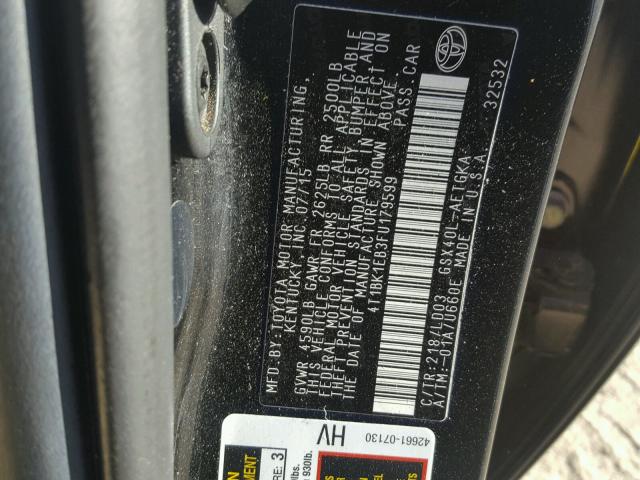 MFD. BY: TOYOTA MOTOR MANUFACTURING,
KENTUCKY, INC. 07/15
GVWR 4590LB GAWR FR 2625LB RR 2500LB
THIS VEHICLE CONFORMS TO ALL APPLICABLE
FEDERAL MOTOR VEHICLE SAFETY, BUMPER AND
THEFT PREVENTION STANDARDS IN EFFECT ON
THE DATE OF MANUFACTURE SHOWN ABOVE.
4T1BK1EB3FU179599 PASS. CAR
C/TR: 218/LD03 GSX40L-AETGKA
A/TM: -01A/U660E MADE IN U.S.A. 32532
42661-07130
HV
930lb.